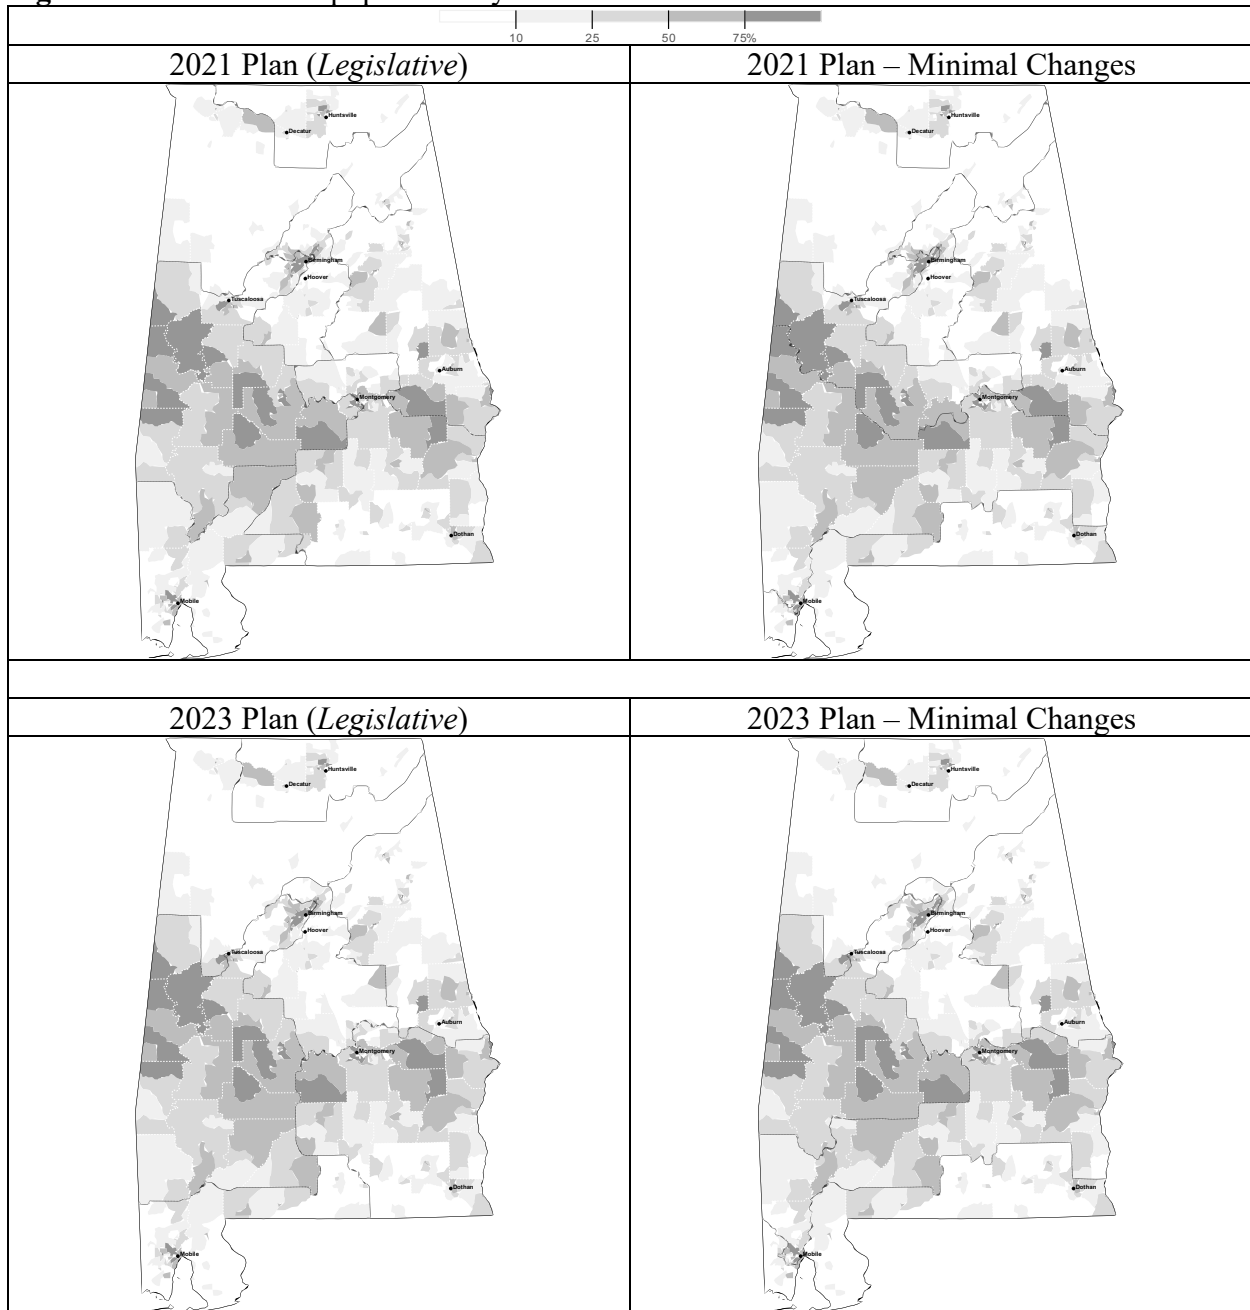 10 25 50 75%
2021 Plan (Legislative)
2021 Plan – Minimal Changes
Huntsville
Decatur
Birmingham
Hoover
Tuscaloosa
Auburn
Montgomery
Dothan
Mobile
Huntsville
Decatur
Birmingham
Hoover
Tuscaloosa
Auburn
Montgomery
Dothan
Mobile
2023 Plan (Legislative)
2023 Plan – Minimal Changes
Huntsville
Decatur
Birmingham
Hoover
Tuscaloosa
Auburn
Montgomery
Dothan
Mobile
Huntsville
Decatur
Birmingham
Hoover
Tuscaloosa
Auburn
Montgomery
Dothan
Mobile